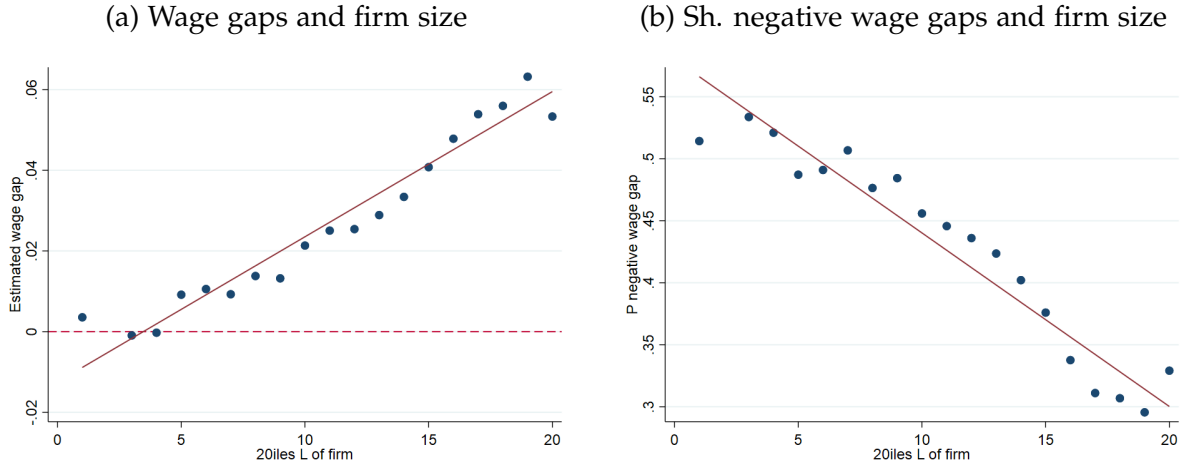 (a) Wage gaps and firm size
Estimated wage gap
.06
.04
.02
0
-.02
0 5 10 15 20
20iles L of firm
(b) Sh. negative wage gaps and firm size
P negative wage gap
.55
.5
.45
.4
.35
.3
0 5 10 15 20
20iles L of firm